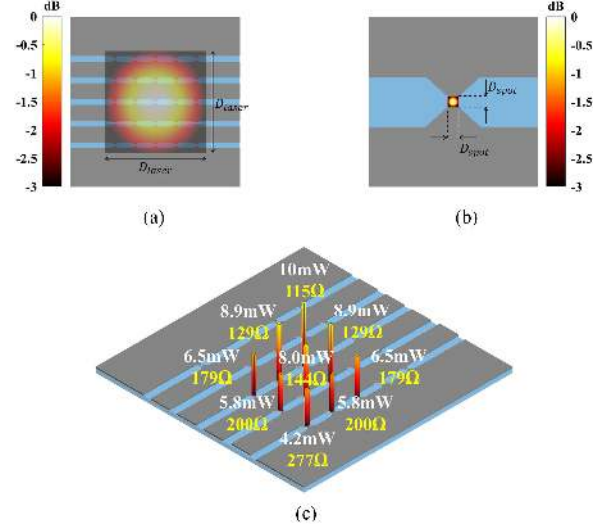 dB
0
-0.5
-1
-1.5
-2
-2.5
-3
D_laser
D_laser
(a)
D_spot
D_spot
dB
0
-0.5
-1
-1.5
-2
-2.5
-3
(b)
10mW
115Ω
8.9mW 8.9mW
129Ω 129Ω
6.5mW 8.0mW 6.5mW
179Ω 144Ω 179Ω
5.8mW 5.8mW
200Ω 200Ω
4.2mW
277Ω
(c)